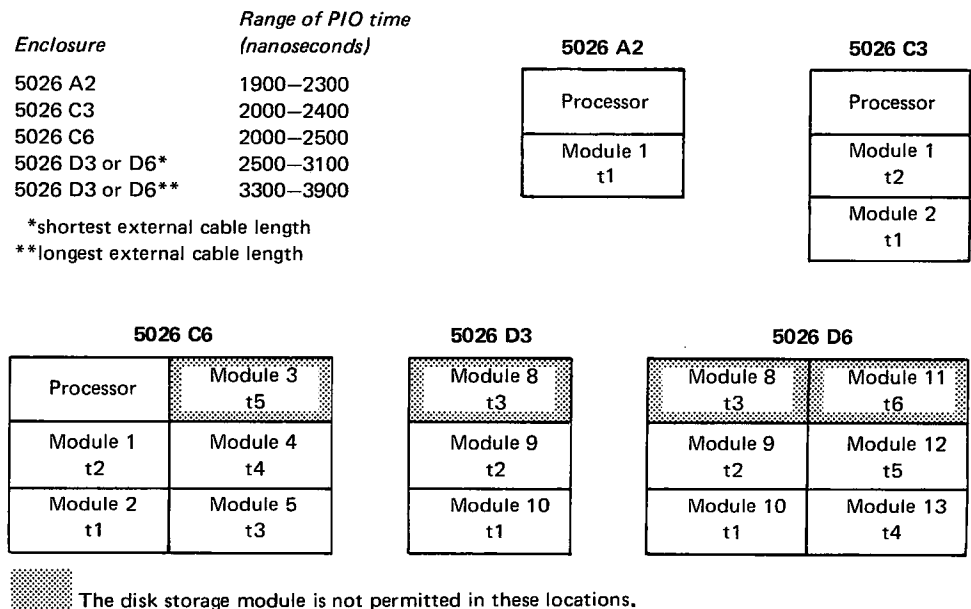 Enclosure Range of PIO time (nanoseconds)
5026 A2 1900—2300
5026 C3 2000—2400
5026 C6 2000—2500
5026 D3 or D6* 2500—3100
5026 D3 or D6** 3300—3900
*shortest external cable length
**longest external cable length
5026 A2
Processor
Module 1
t1
5026 C3
Processor
Module 1
t2
Module 2
t1
5026 C6
Processor
Module 3
t5
Module 1
t2
Module 4
t4
Module 2
t1
Module 5
t3
5026 D3
Module 8
t3
Module 9
t2
Module 10
t1
5026 D6
Module 8
t3
Module 11
t6
Module 9
t2
Module 12
t5
Module 10
t1
Module 13
t4
The disk storage module is not permitted in these locations.